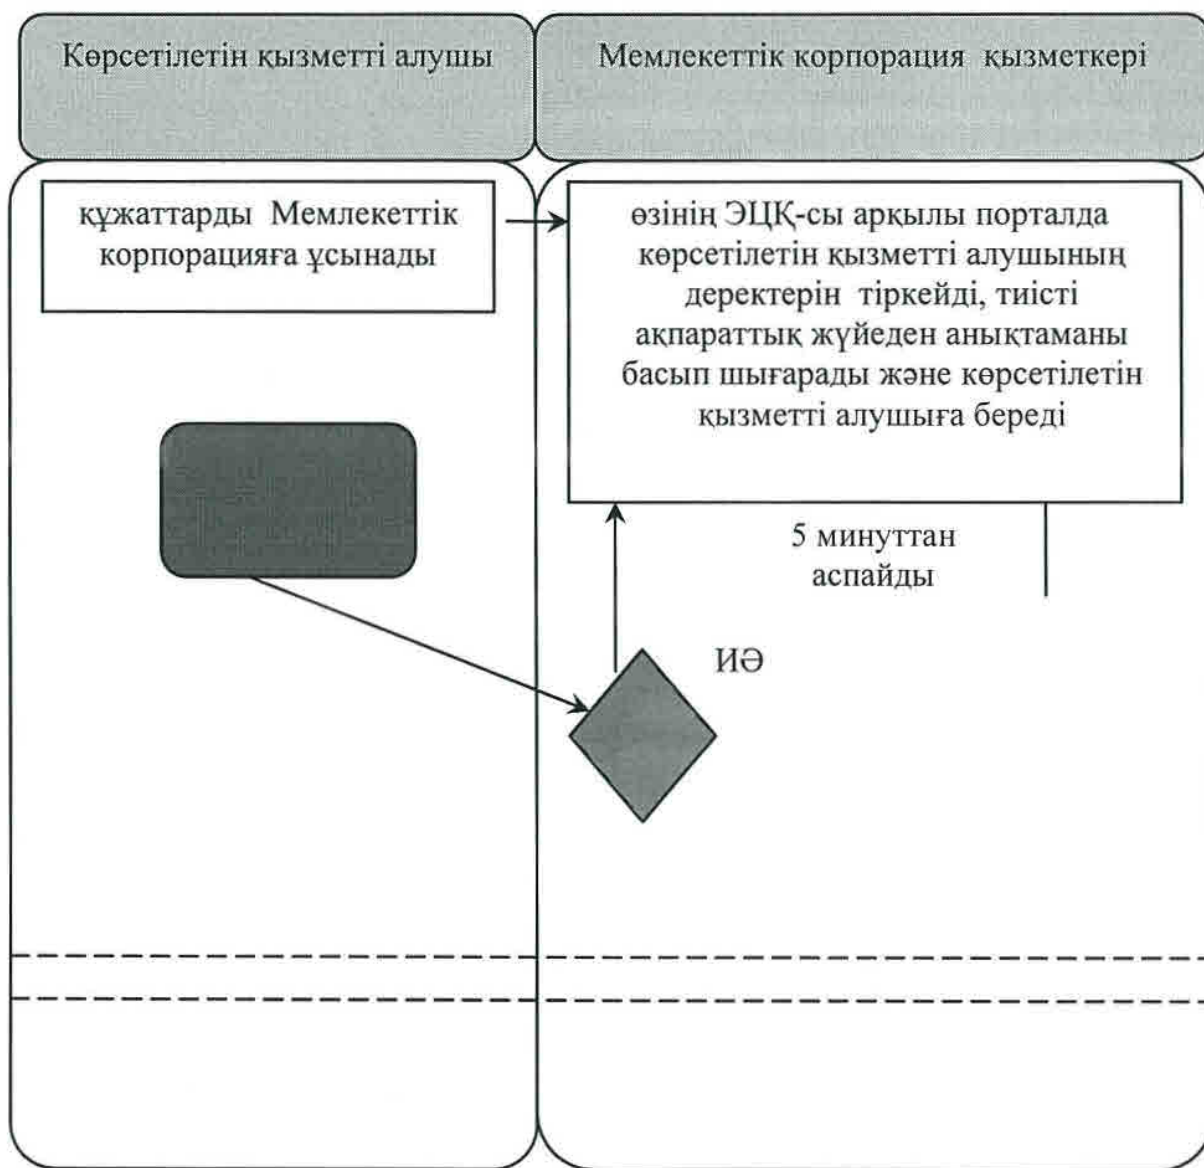 Көрсетілетін қызметті алушы
Мемлекеттік корпорация қызметкері
құжаттарды Мемлекеттік
корпорацияға ұсынады
өзінің ЭЦҚ-сы арқылы порталда
көрсетілетін қызметті алушының
деректерін тіркейді, тиісті
ақпараттық жүйеден анықтаманы
басып шығарады және көрсетілетін
қызметті алушыға береді
5 минуттан
аспайды
ИӘ